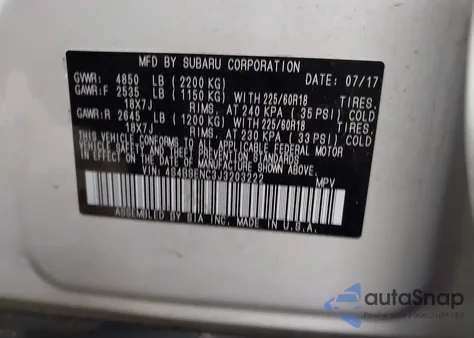 MFD BY SUBARU CORPORATION
GVWR: 4850 LB (2200 KG) DATE: 07/17
GAWR:F 2535 LB (1150 KG) WITH 225/60R18 TIRES.
18X7J RIMS. AT 240 KPA ( 35 PSI) COLD
GAWR:R 2645 LB (1200 KG) WITH 225/60R18 TIRES.
18X7J RIMS. AT 230 KPA ( 33 PSI) COLD
THIS VEHICLE CONFORMS TO ALL APPLICABLE FEDERAL MOTOR
VEHICLE SAFETY, BUMPER, AND THEFT PREVENTION
STANDARDS IN EFFECT ON THE DATE OF MANUFACTURE SHOWN ABOVE.
VIN: 4S4BSENC3J3203222 MPV
ASSEMBLED BY SIA INC. MADE IN U.S.A.
autoSnap